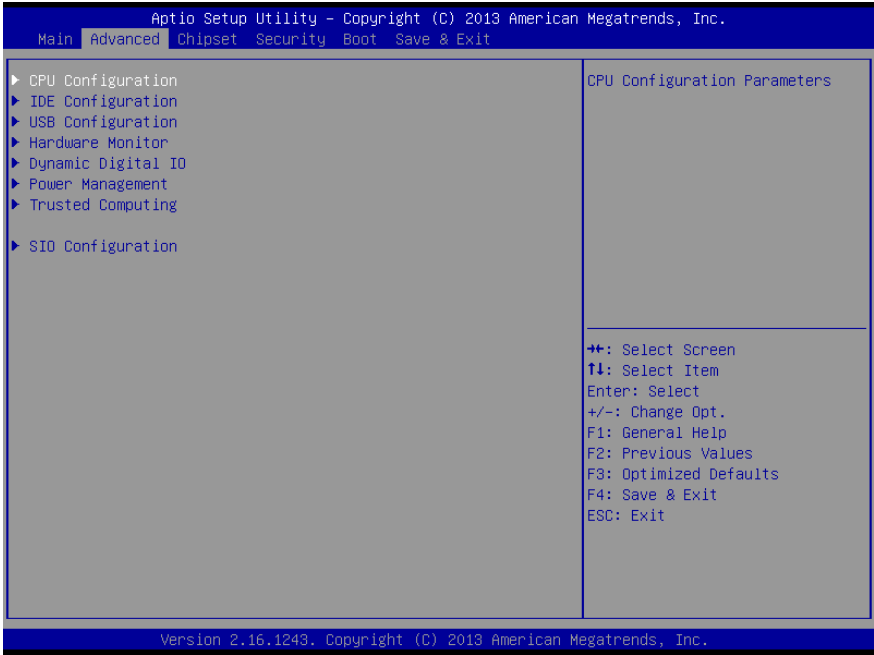 Aptio Setup Utility – Copyright (C) 2013 American Megatrends, Inc.
Main Advanced Chipset Security Boot Save & Exit
CPU Configuration
IDE Configuration
USB Configuration
Hardware Monitor
Dynamic Digital IO
Power Management
Trusted Computing
SIO Configuration
CPU Configuration Parameters
→←: Select Screen
↑↓: Select Item
Enter: Select
+/-: Change Opt.
F1: General Help
F2: Previous Values
F3: Optimized Defaults
F4: Save & Exit
ESC: Exit
Version 2.16.1243. Copyright (C) 2013 American Megatrends, Inc.